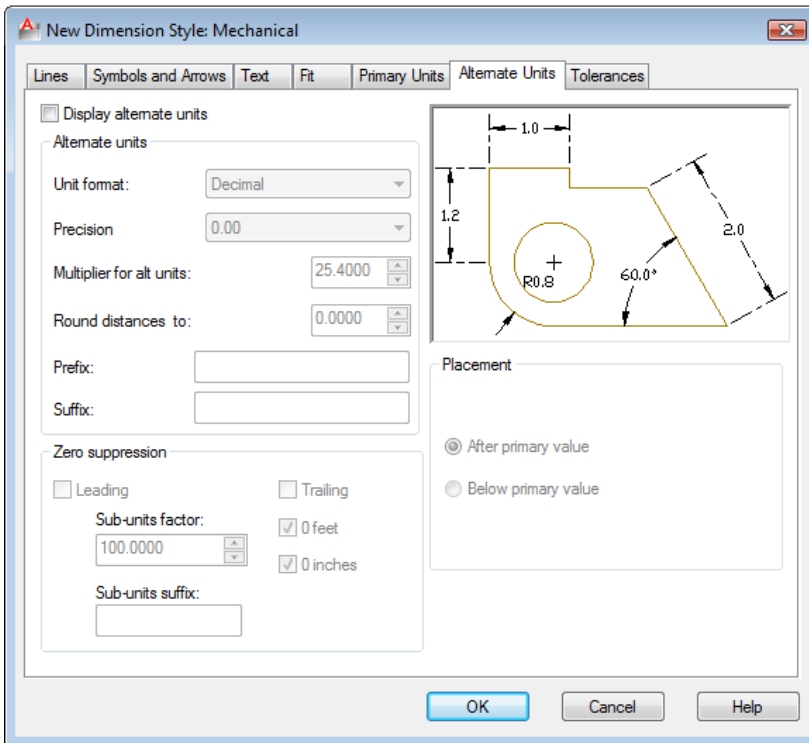 New Dimension Style: Mechanical
Lines Symbols and Arrows Text Fit Primary Units Alternate Units Tolerances
Display alternate units
Alternate units
Unit format: Decimal
Precision 0.00
Multiplier for alt units: 25.4000
Round distances to: 0.0000
Prefix:
Suffix:
Zero suppression
Leading
Trailing
Sub-units factor:
100.0000
0 feet
0 inches
Sub-units suffix:
1.0
1.2
2.0
R0.8
60.0°
Placement
After primary value
Below primary value
OK Cancel Help